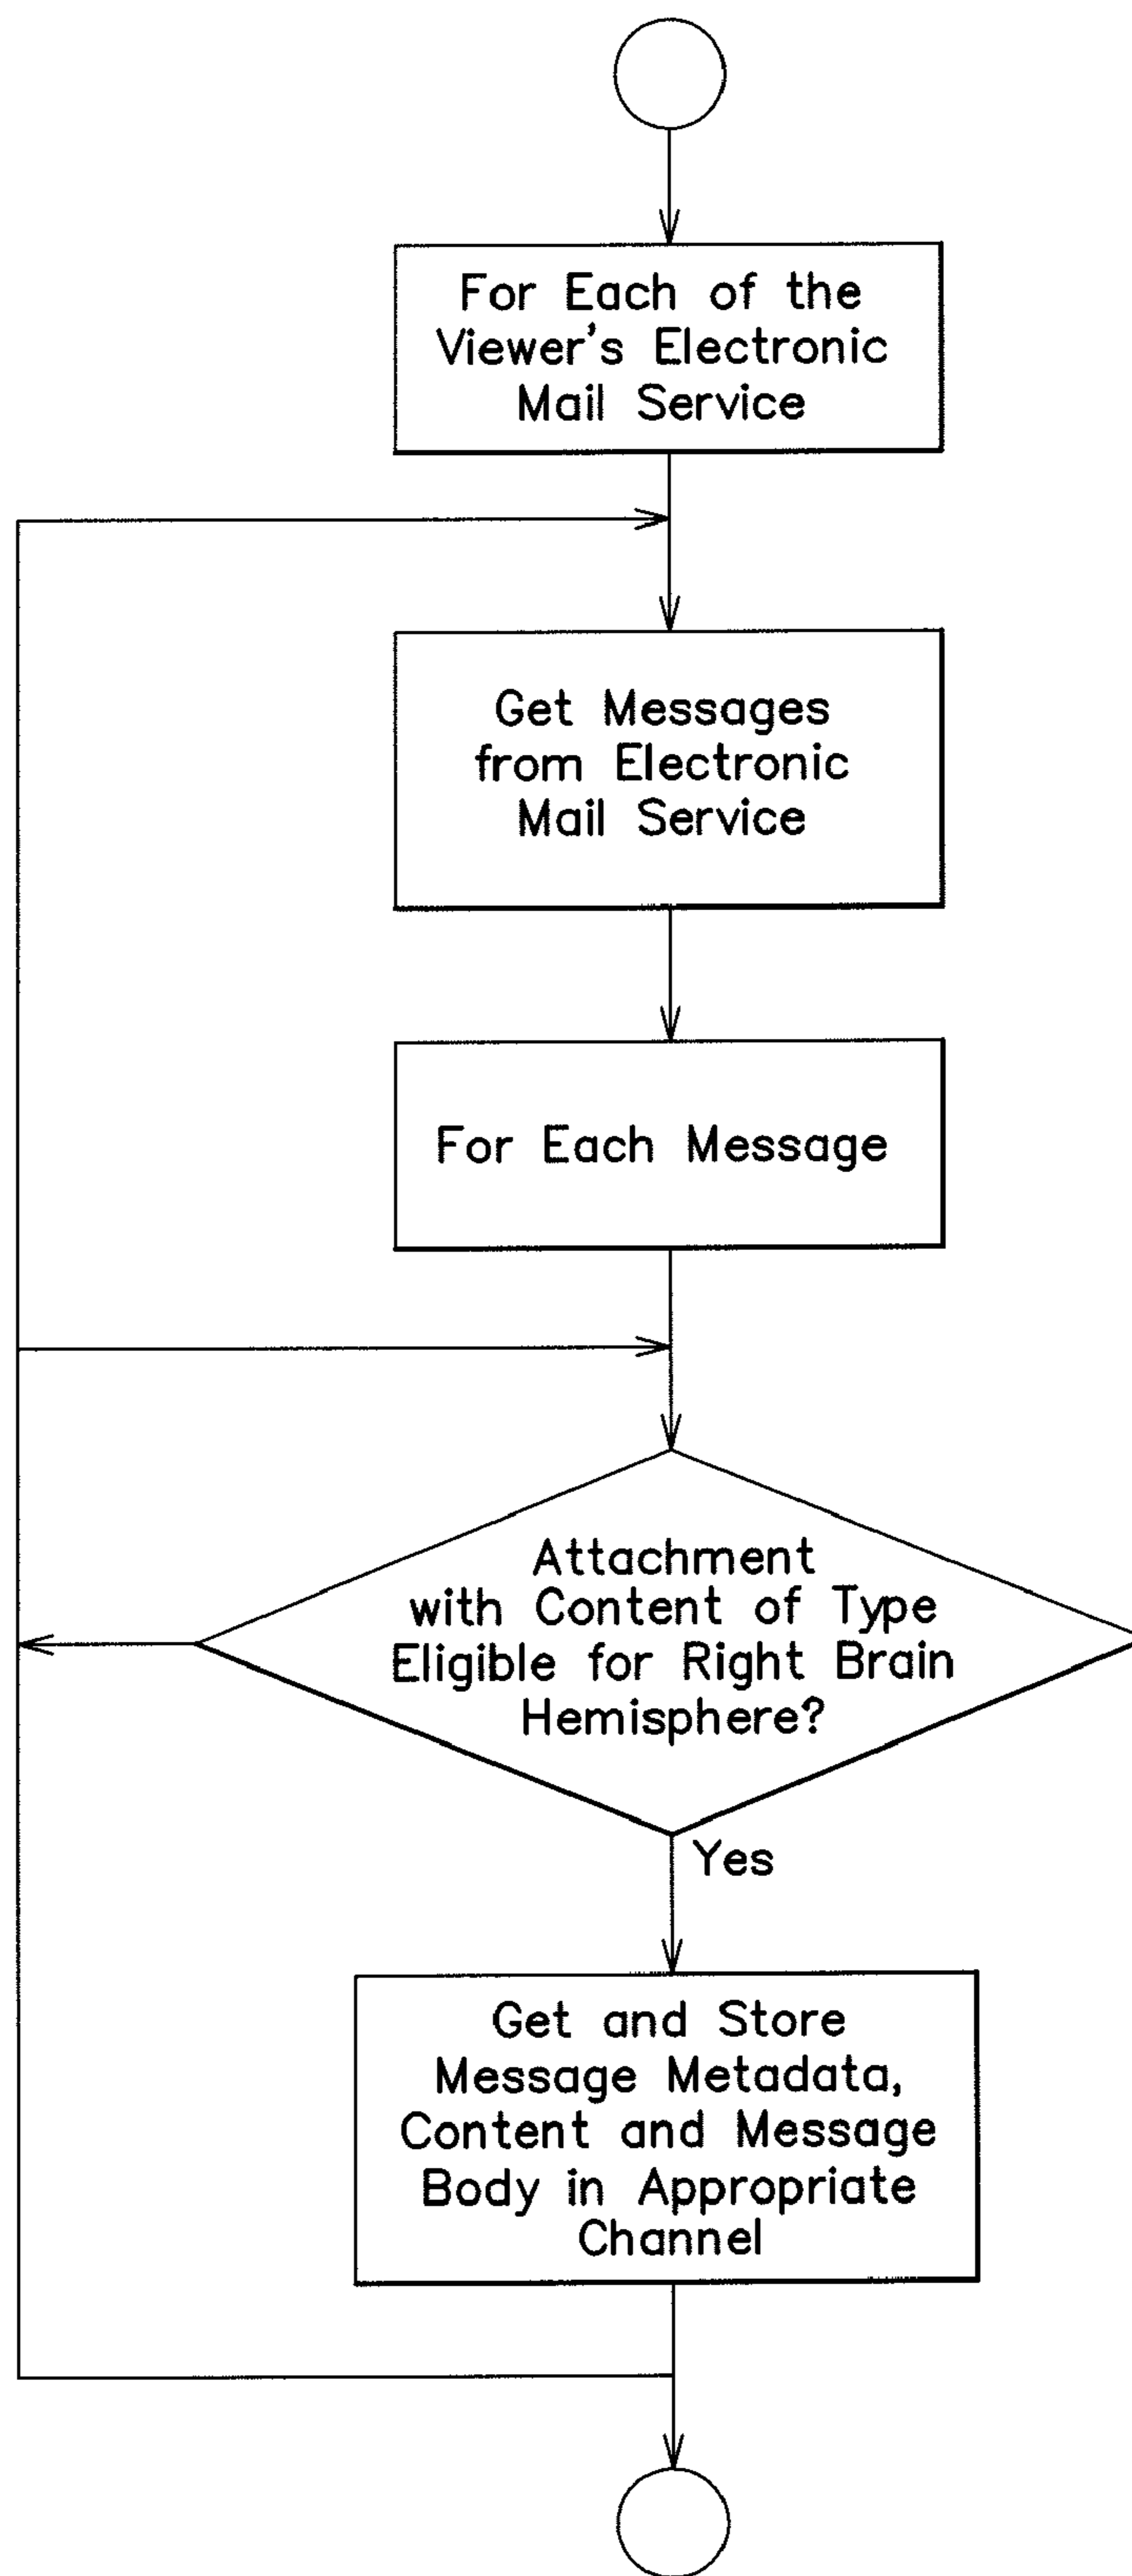 For Each of the
Viewer's Electronic
Mail Service
Get Messages
from Electronic
Mail Service
For Each Message
Attachment
with Content of Type
Eligible for Right Brain
Hemisphere?
Yes
Get and Store
Message Metadata,
Content and Message
Body in Appropriate
Channel